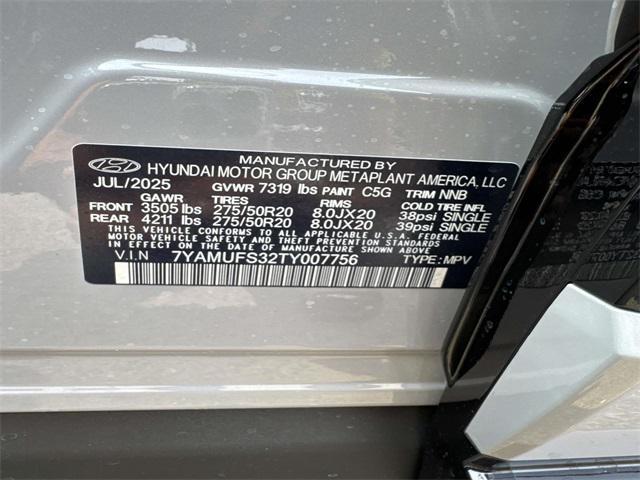 MANUFACTURED BY
HYUNDAI MOTOR GROUP METAPLANT AMERICA, LLC
JUL/2025 GVWR 7319 lbs PAINT C5G TRIM NNB
GAWR TIRES RIMS COLD TIRE INFL
FRONT 3505 lbs 275/50R20 8.0JX20 38psi SINGLE
REAR 4211 lbs 275/50R20 8.0JX20 39psi SINGLE
THIS VEHICLE CONFORMS TO ALL APPLICABLE U.S.A. FEDERAL
MOTOR VEHICLE SAFETY AND THEFT PREVENTION STANDARDS
IN EFFECT ON THE DATE OF MANUFACTURE SHOWN ABOVE.
V.I.N 7YAMUFS32TY007756 TYPE: MPV